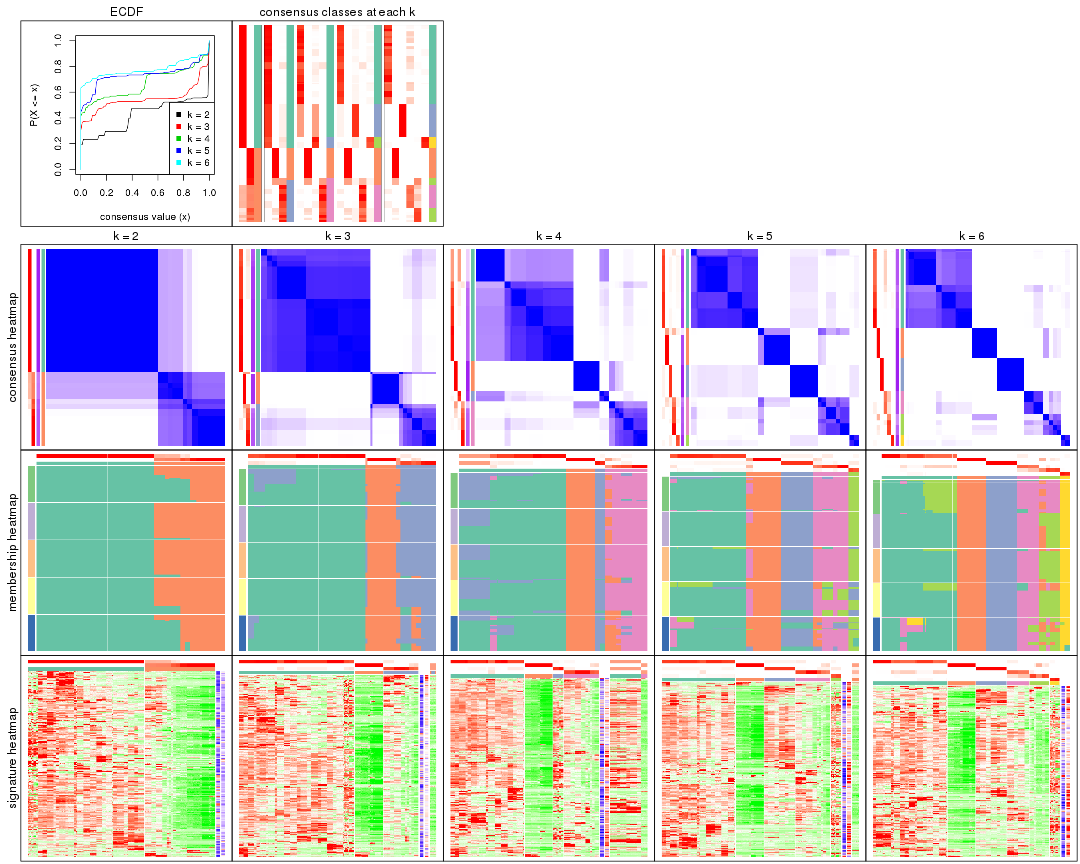 ECDF
consensus classes at each k
P(X <= x)
0.0 0.2 0.4 0.6 0.8 1.0
k = 2
k = 3
k = 4
k = 5
k = 6
0.0 0.2 0.4 0.6 0.8 1.0
consensus value (x)
k = 2
k = 3
k = 4
k = 5
k = 6
consensus heatmap
membership heatmap
signature heatmap